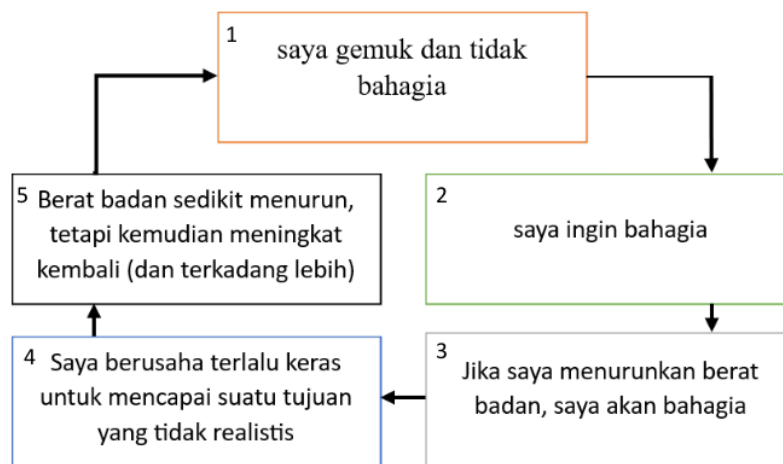 1
saya gemuk dan tidak
bahagia
2
saya ingin bahagia
3
Jika saya menurunkan berat
badan, saya akan bahagia
4
Saya berusaha terlalu keras
untuk mencapai suatu tujuan
yang tidak realistis
5
Berat badan sedikit menurun,
tetapi kemudian meningkat
kembali (dan terkadang lebih)